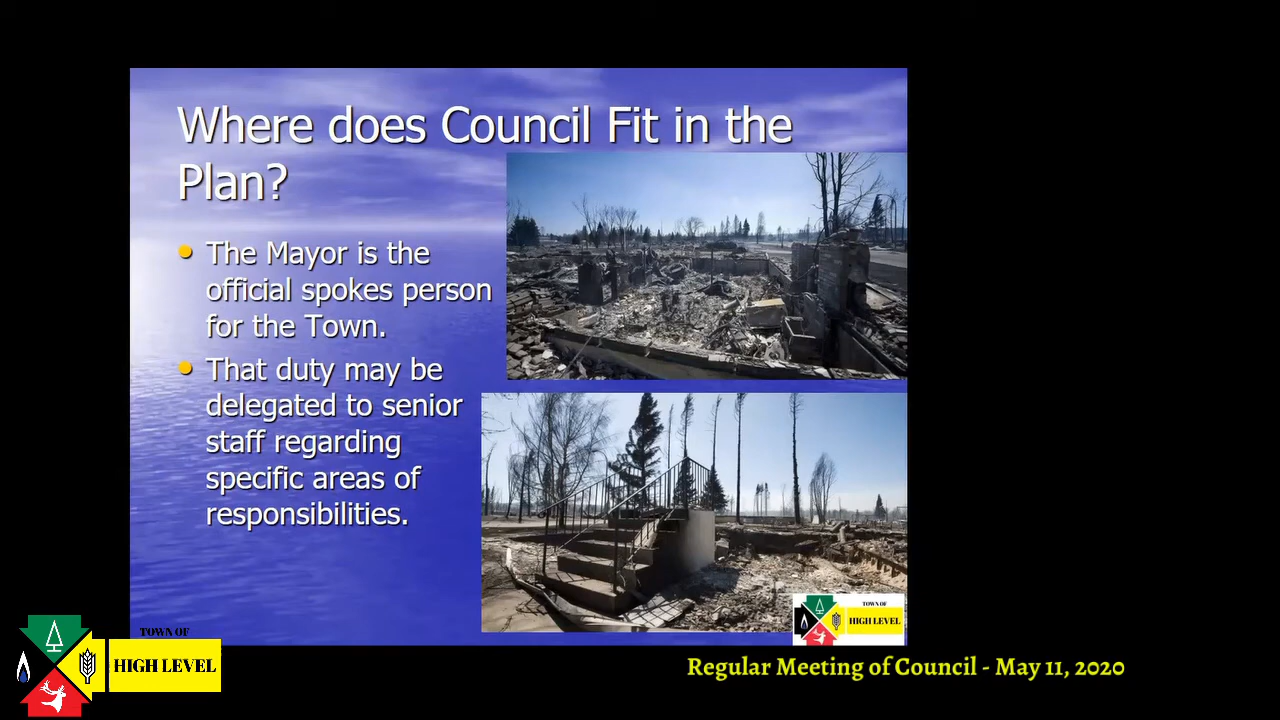 Where does Council Fit in the
Plan?
The Mayor is the
official spokes person
for the Town.
That duty may be
delegated to senior
staff regarding
specific areas of
responsibilities.
TOWN OF
HIGH LEVEL
TOWN OF
HIGH LEVEL
Regular Meeting of Council - May 11, 2020